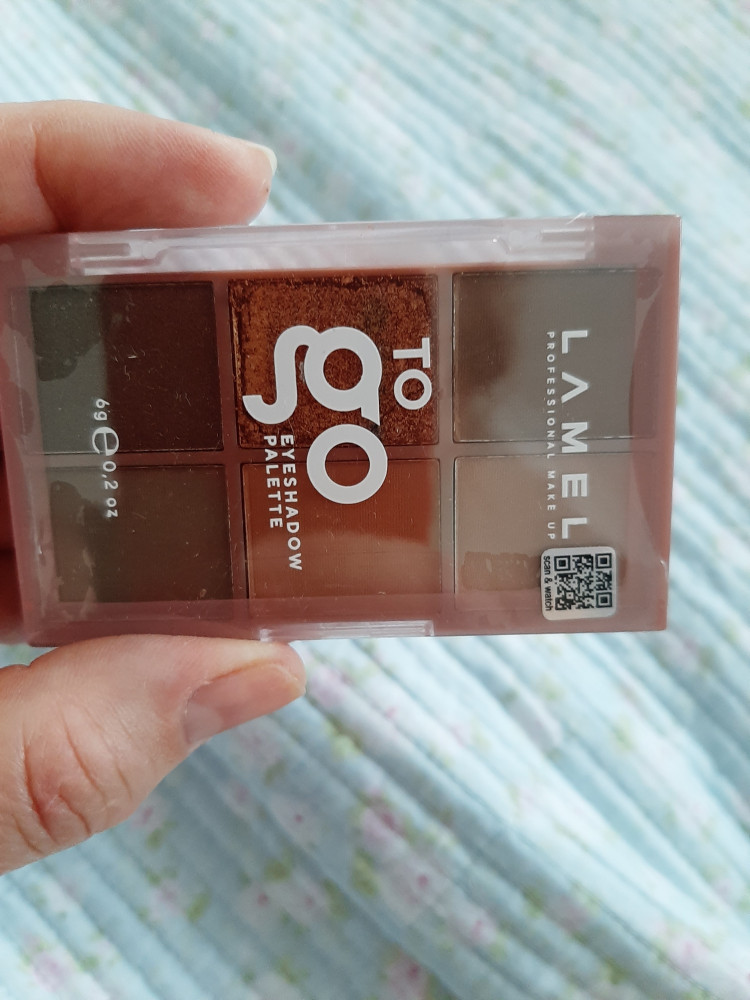 LAMEL
PROFESSIONAL MAKE UP
scan & watch
TO
go
EYESHADOW
PALETTE
6g e 0,2 oz